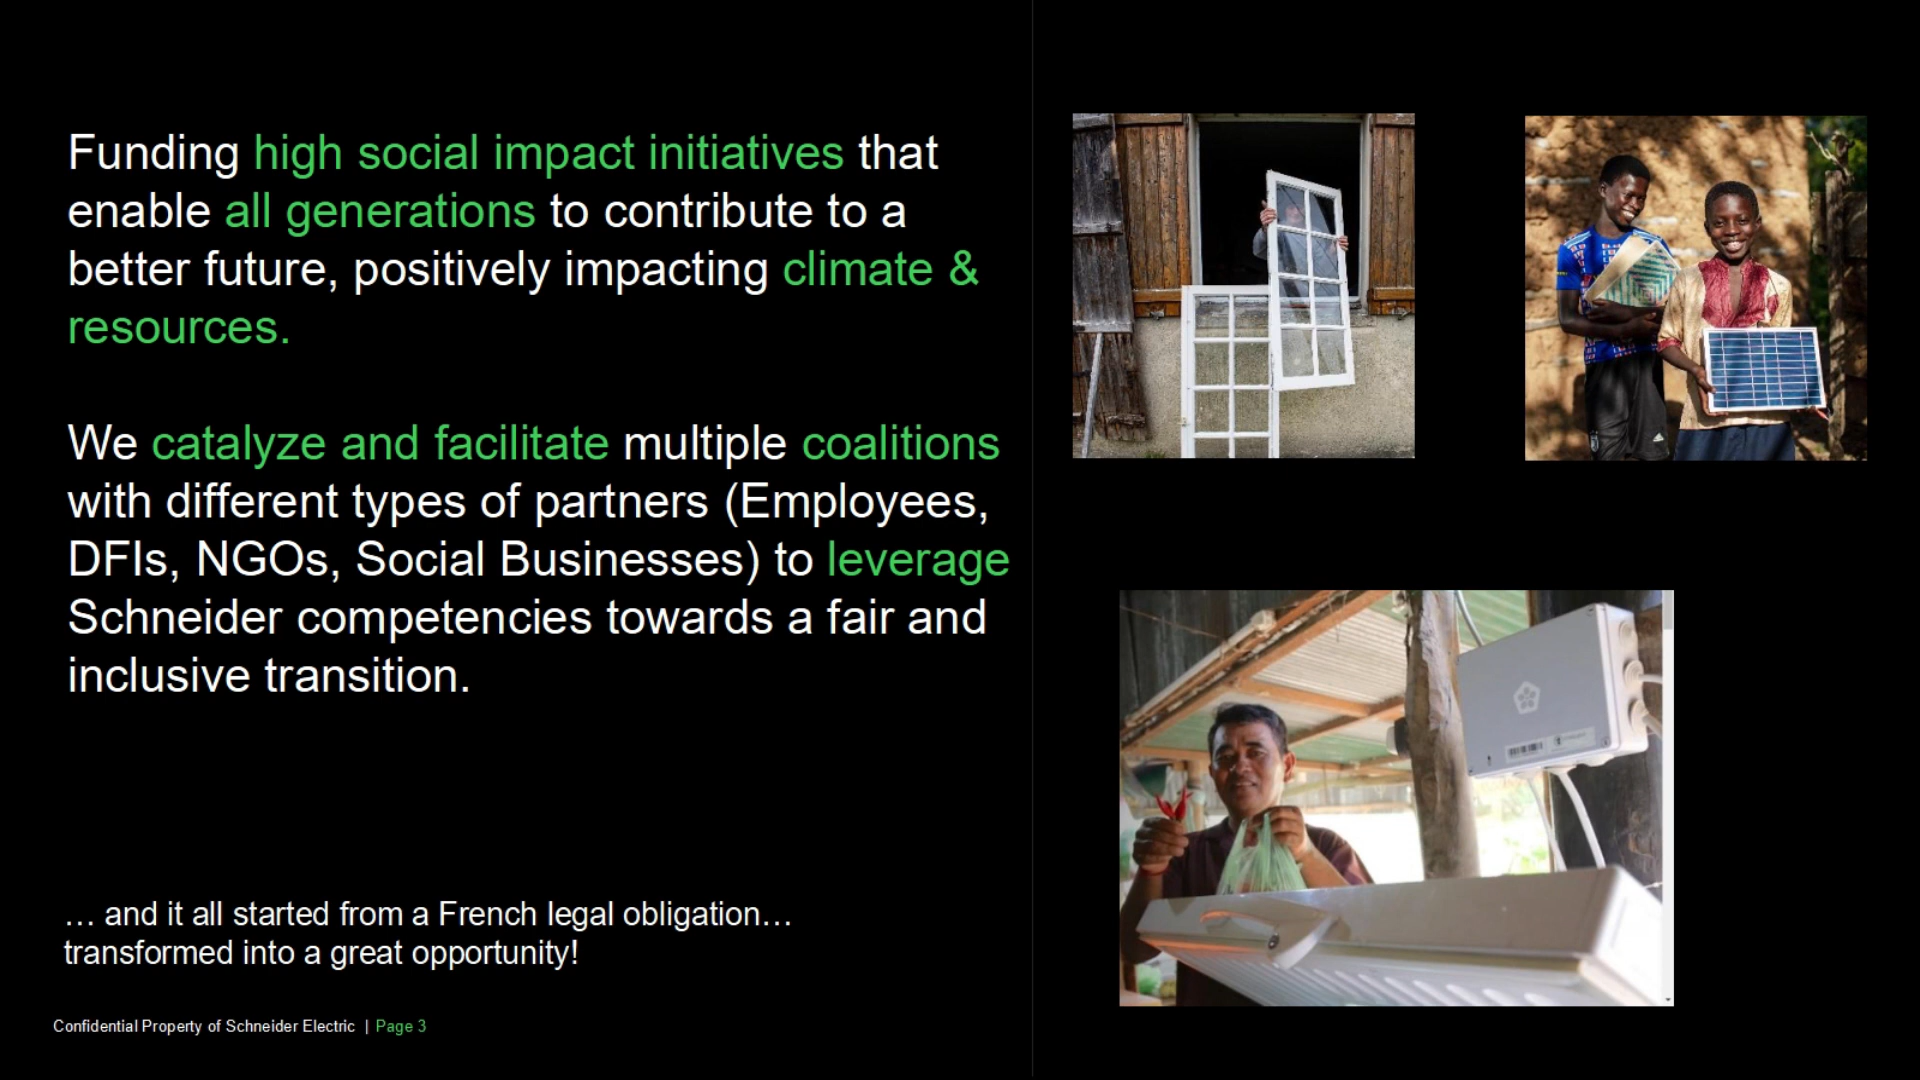 Funding high social impact initiatives that
enable all generations to contribute to a
better future, positively impacting climate &
resources.
We catalyze and facilitate multiple coalitions
with different types of partners (Employees,
DFIs, NGOs, Social Businesses) to leverage
Schneider competencies towards a fair and
inclusive transition.
… and it all started from a French legal obligation…
transformed into a great opportunity!
Confidential Property of Schneider Electric | Page 3